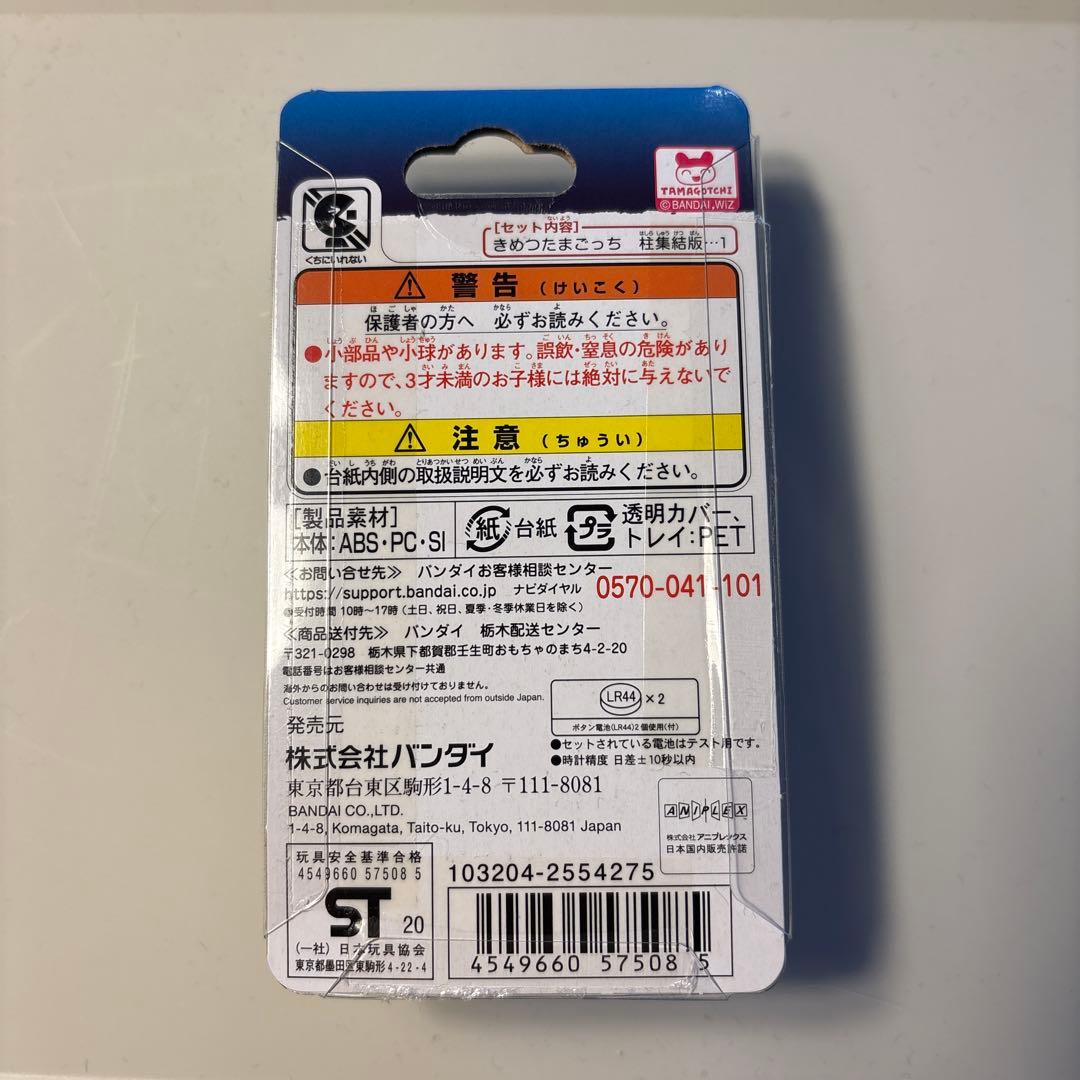 TAMAGOTCHI
©BANDAI,WiZ
くちにいれない
[セット内容]
きめつたまごっち 柱集結版…1
警告(けいこく)
保護者の方へ 必ずお読みください。
●小部品や小球があります。誤飲・窒息の危険があり
ますので、3才未満のお子様には絶対に与えないで
ください。
注意(ちゅうい)
●台紙内側の取扱説明文を必ずお読みください。
[製品素材]
本体:ABS・PC・SI
紙 台紙
プラ 透明カバー、
トレイ:PET
≪お問い合せ先≫ バンダイお客様相談センター
https://support.bandai.co.jp ナビダイヤル 0570-041-101
●受付時間 10時〜17時(土日、祝日、夏季・冬季休業日を除く)
≪商品送付先≫ バンダイ 栃木配送センター
〒321-0298 栃木県下都賀郡壬生町おもちゃのまち4-2-20
電話番号はお客様相談センター共通
海外からのお問い合わせは受け付けておりません。
Customer service inquiries are not accepted from outside Japan.
LR44 ×2
ボタン電池(LR44)2個使用(付)
●セットされている電池はテスト用です。
●時計精度 日差±10秒以内
発売元
株式会社バンダイ
東京都台東区駒形1-4-8 〒111-8081
BANDAI CO.,LTD.
1-4-8, Komagata, Taito-ku, Tokyo, 111-8081 Japan
ANIPLEX
株式会社アニプレックス
日本国内販売許諾
玩具安全基準合格
4549660 57508 5
ST 20
(一社)日本玩具協会
東京都墨田区東駒形4-22-4
103204-2554275
4549660 575085